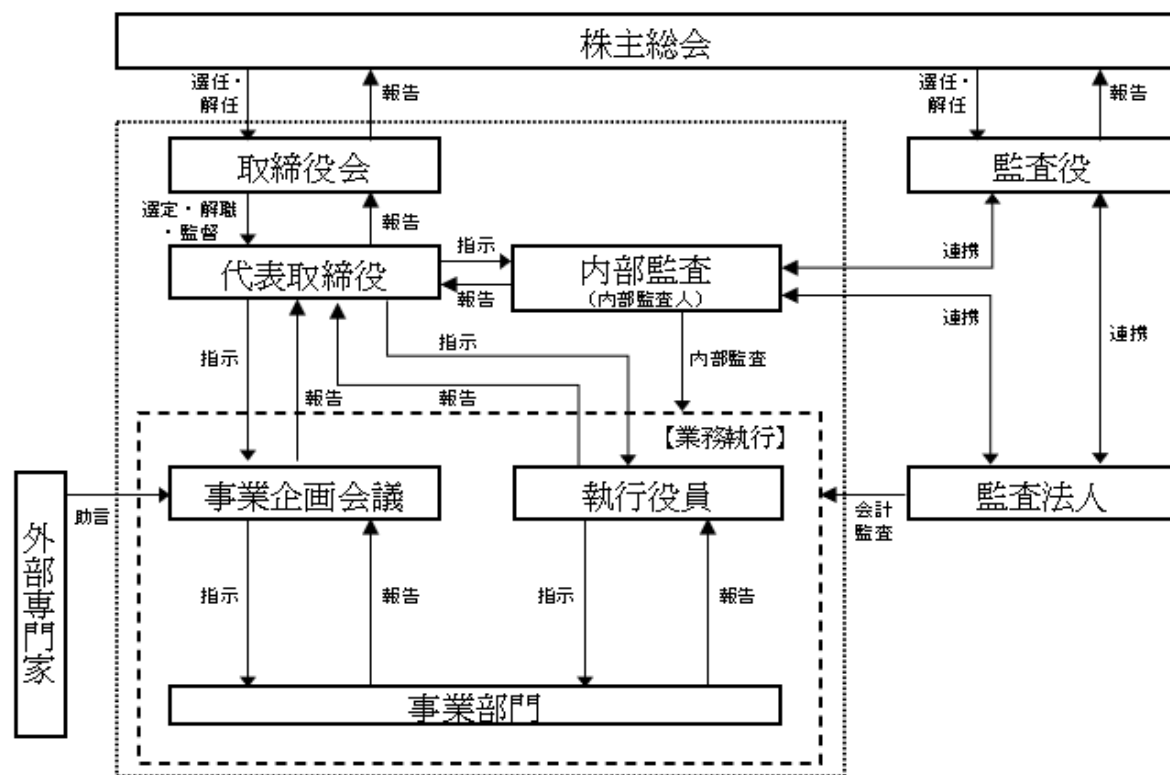 株主総会
選任・
解任
報告
選任・
解任
報告
取締役会
監査役
選定・解職
・監督
報告
代表取締役
指示
報告
内部監査
（内部監査人）
連携
連携
連携
指示
報告
指示
報告
内部監査
【業務執行】
事業企画会議
執行役員
監査法人
外部専門家
助言
会計
監査
指示
報告
指示
報告
事業部門